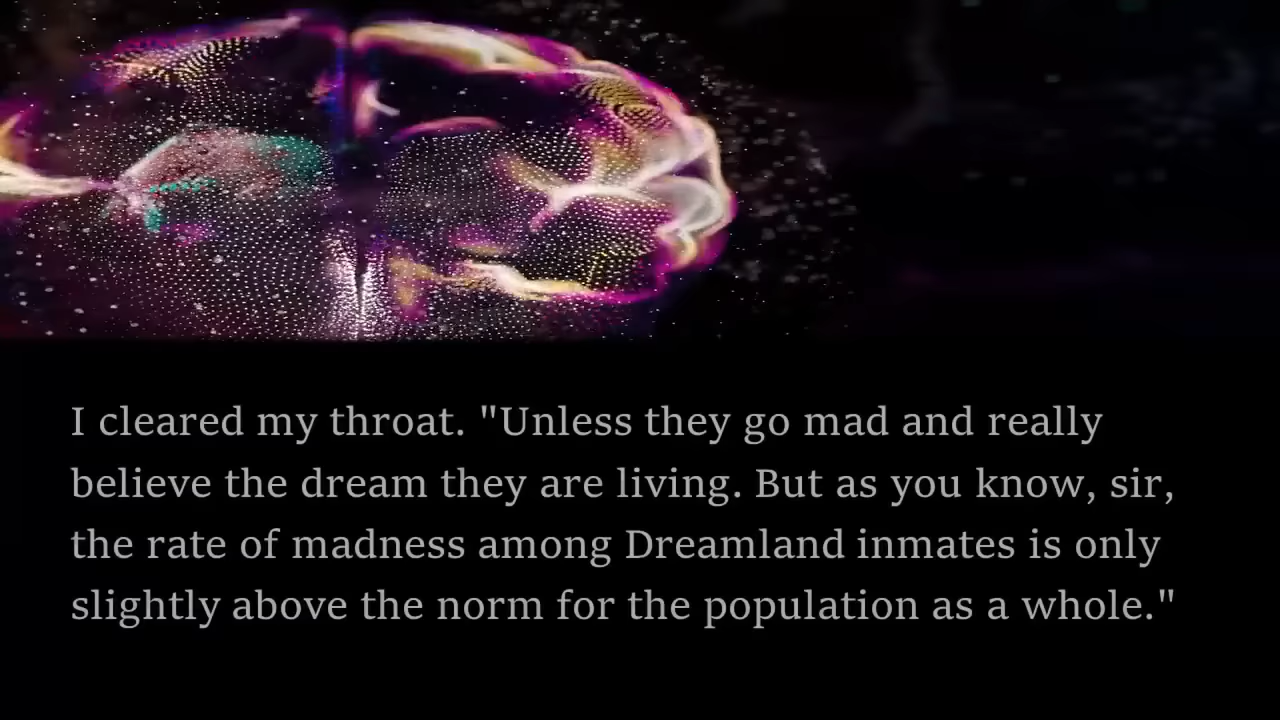 I cleared my throat. "Unless they go mad and really
believe the dream they are living. But as you know, sir,
the rate of madness among Dreamland inmates is only
slightly above the norm for the population as a whole."